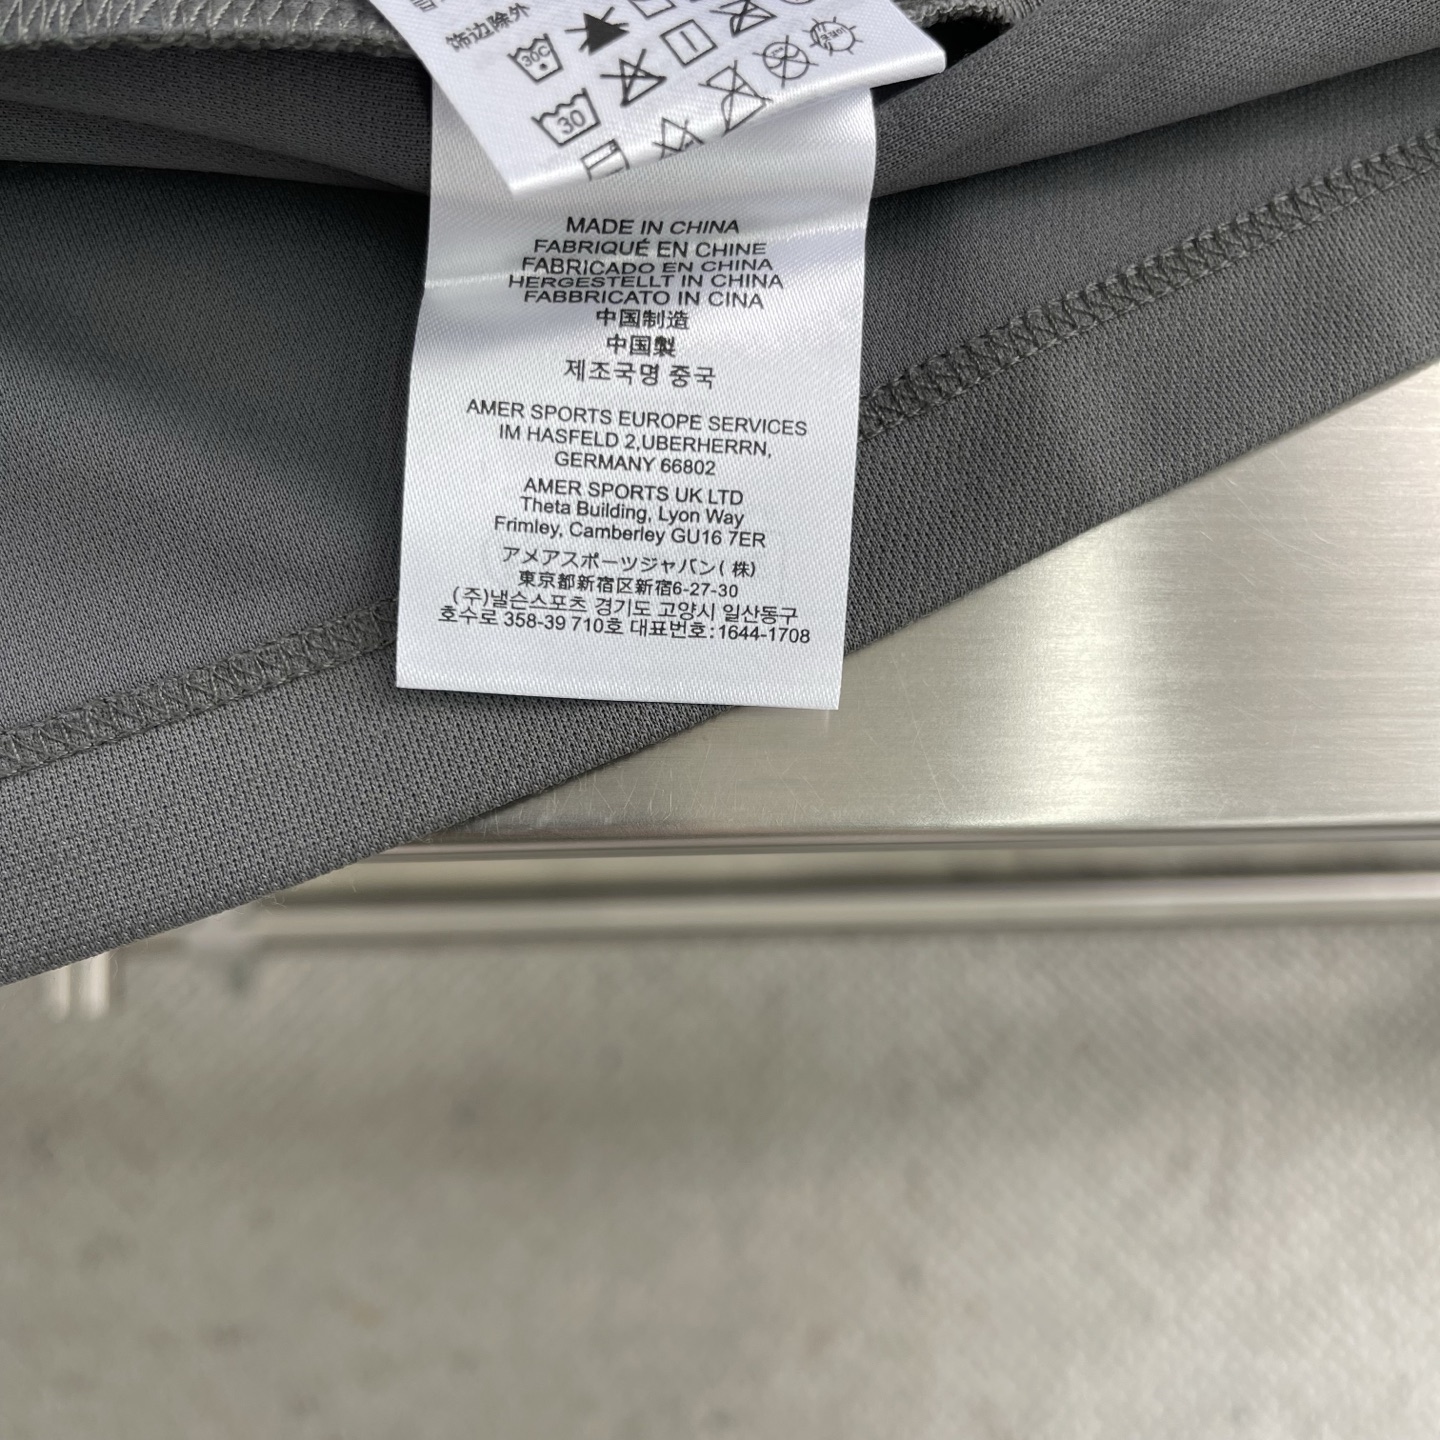 饰边除外
30C
30
MADE IN CHINA
FABRIQUÉ EN CHINE
FABRICADO EN CHINA
HERGESTELLT IN CHINA
FABBRICATO IN CINA
中国制造
中国製
제조국명 중국
AMER SPORTS EUROPE SERVICES
IM HASFELD 2,UBERHERRN,
GERMANY 66802
AMER SPORTS UK LTD
Theta Building, Lyon Way
Frimley, Camberley GU16 7ER
アメアスポーツジャパン(株)
東京都新宿区新宿6-27-30
(주)넬슨스포츠 경기도 고양시 일산동구
호수로 358-39 710호 대표번호:1644-1708